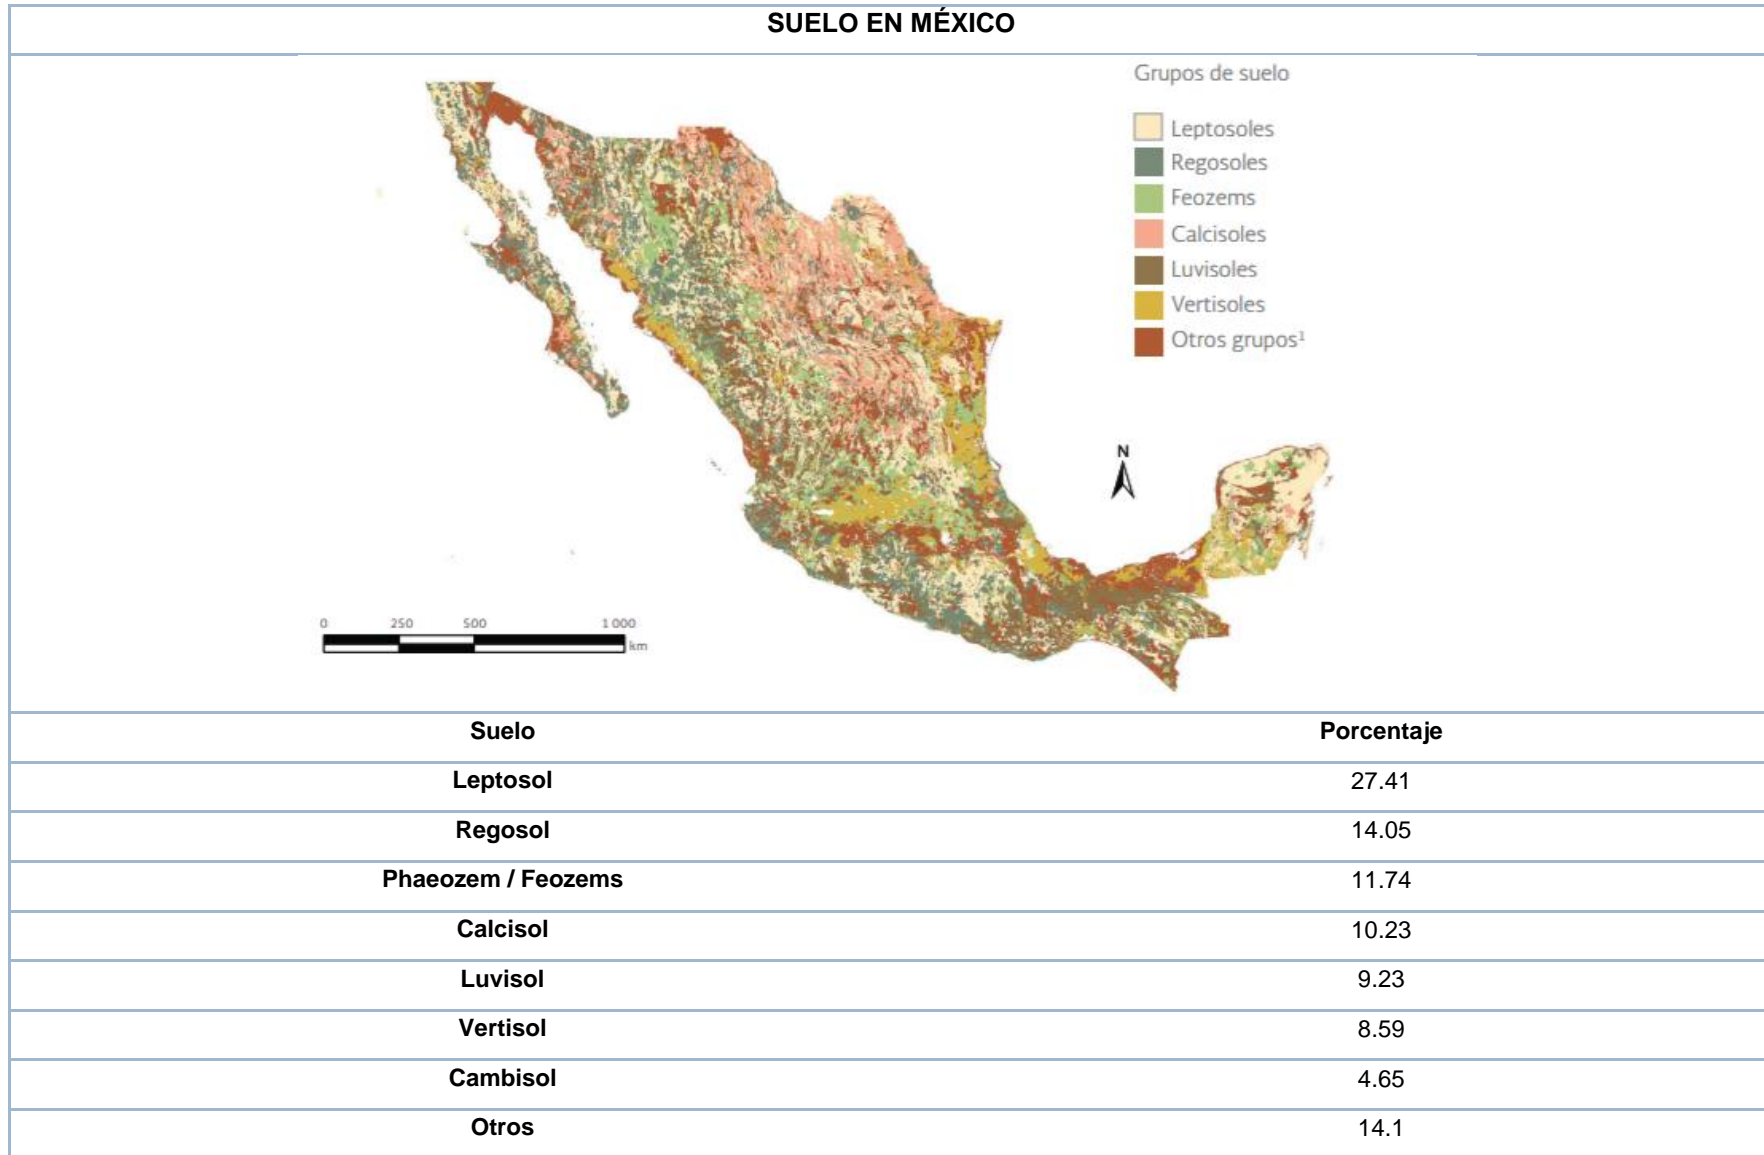 SUELO EN MÉXICO
Grupos de suelo
Leptosoles
Regosoles
Feozems
Calcisoles
Luvisoles
Vertisoles
Otros grupos¹
N
0 250 500 1 000
km
Suelo Porcentaje
Leptosol 27.41
Regosol 14.05
Phaeozem / Feozems 11.74
Calcisol 10.23
Luvisol 9.23
Vertisol 8.59
Cambisol 4.65
Otros 14.1